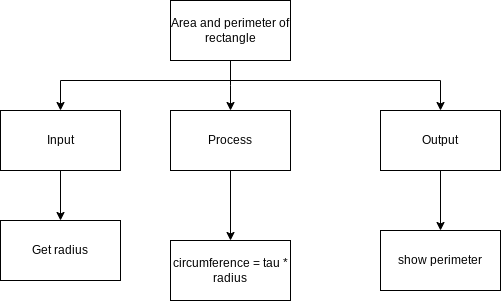 Area and perimeter of
rectangle
Input
Process
Output
Get radius
circumference = tau *
radius
show perimeter